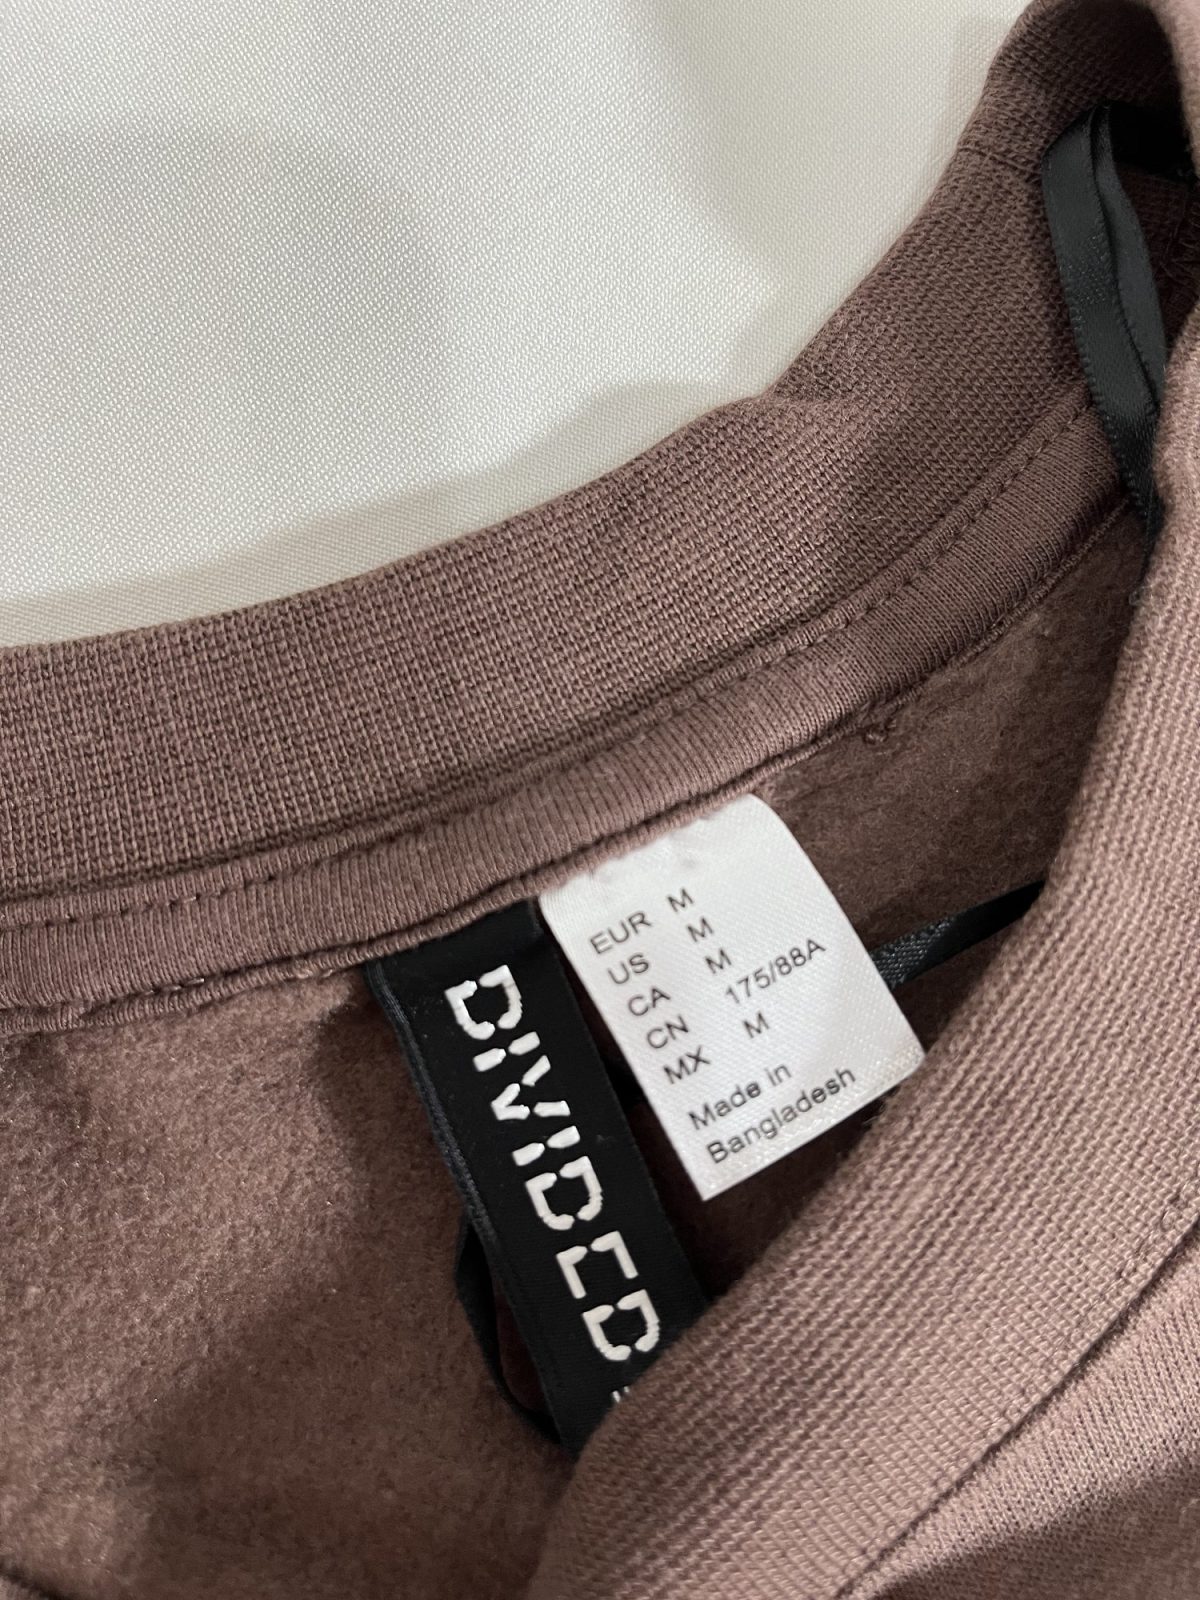 DIVIDED
EUR M
US M
CA M
CN 175/88A
MX M
Made in
Bangladesh